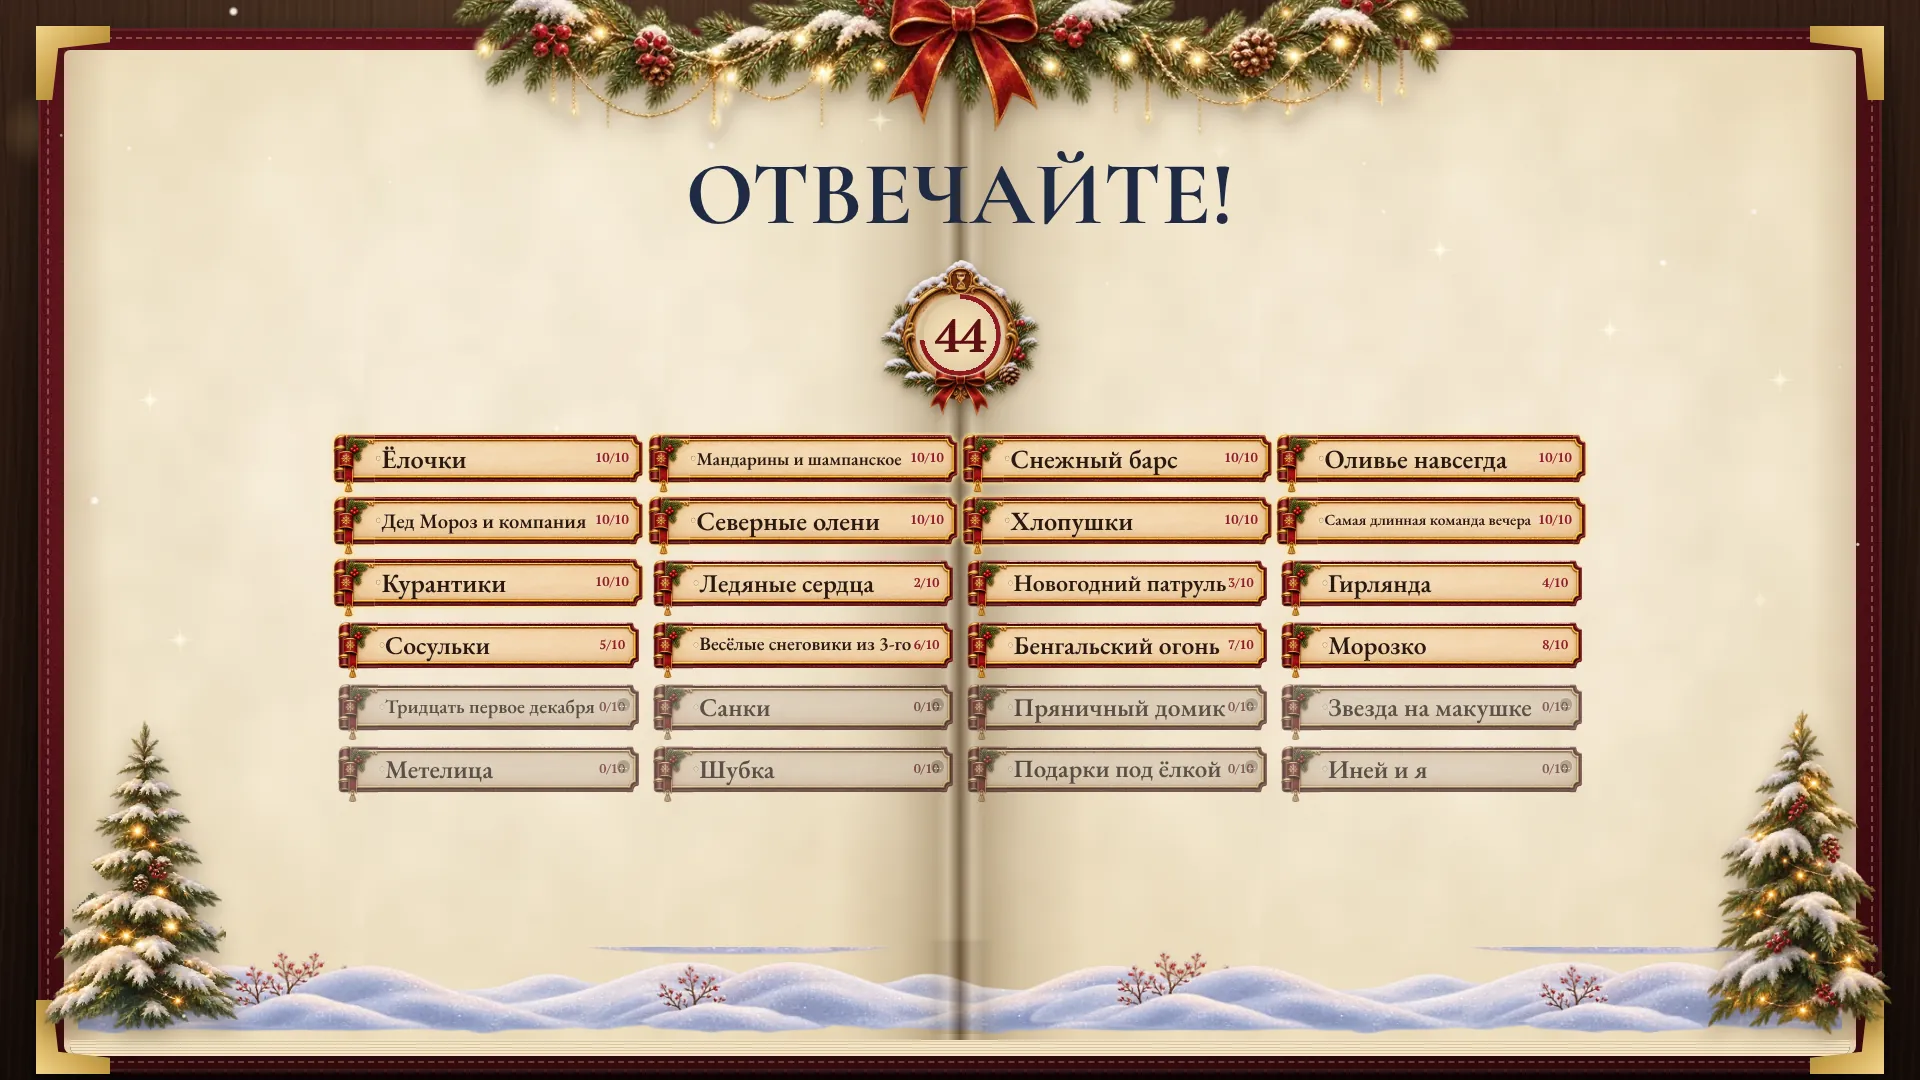 ОТВЕЧАЙТЕ!
44
Ёлочки 10/10
Мандарины и шампанское 10/10
Снежный барс 10/10
Оливье навсегда 10/10
Дед Мороз и компания 10/10
Северные олени 10/10
Хлопушки 10/10
Самая длинная команда вечера 10/10
Курантики 10/10
Ледяные сердца 2/10
Новогодний патруль 3/10
Гирлянда 4/10
Сосульки 5/10
Весёлые снеговики из 3-го 6/10
Бенгальский огонь 7/10
Морозко 8/10
Тридцать первое декабря 0/10
Санки 0/10
Пряничный домик 0/10
Звезда на макушке 0/10
Метелица 0/10
Шубка 0/10
Подарки под ёлкой 0/10
Иней и я 0/10